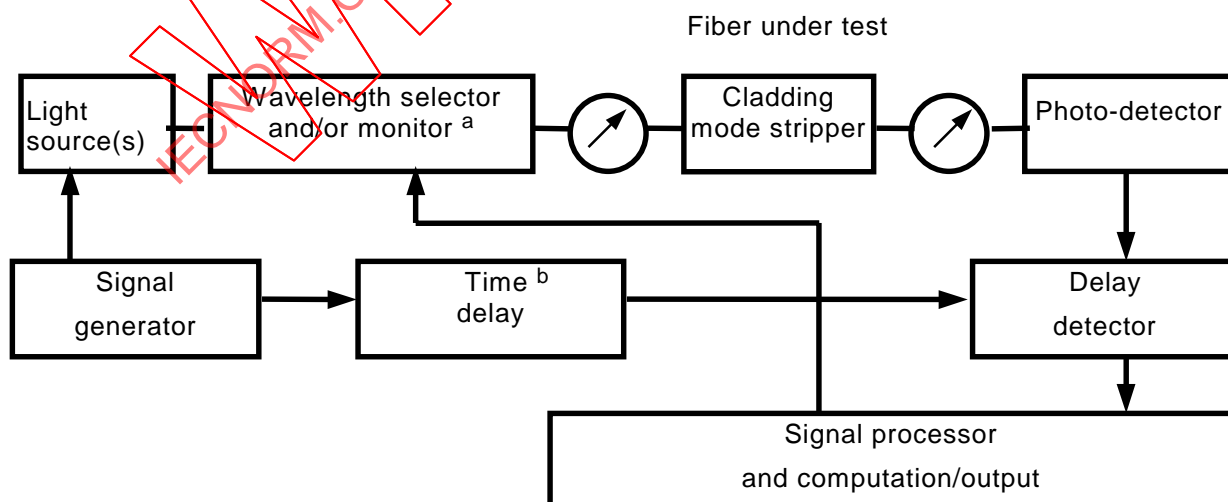 Fiber under test
Light
source(s)
Wavelength selector
and/or monitor a
Cladding
mode stripper
Photo-detector
Signal
generator
Time b
delay
Delay
detector
Signal processor
and computation/output
IECNORM.C